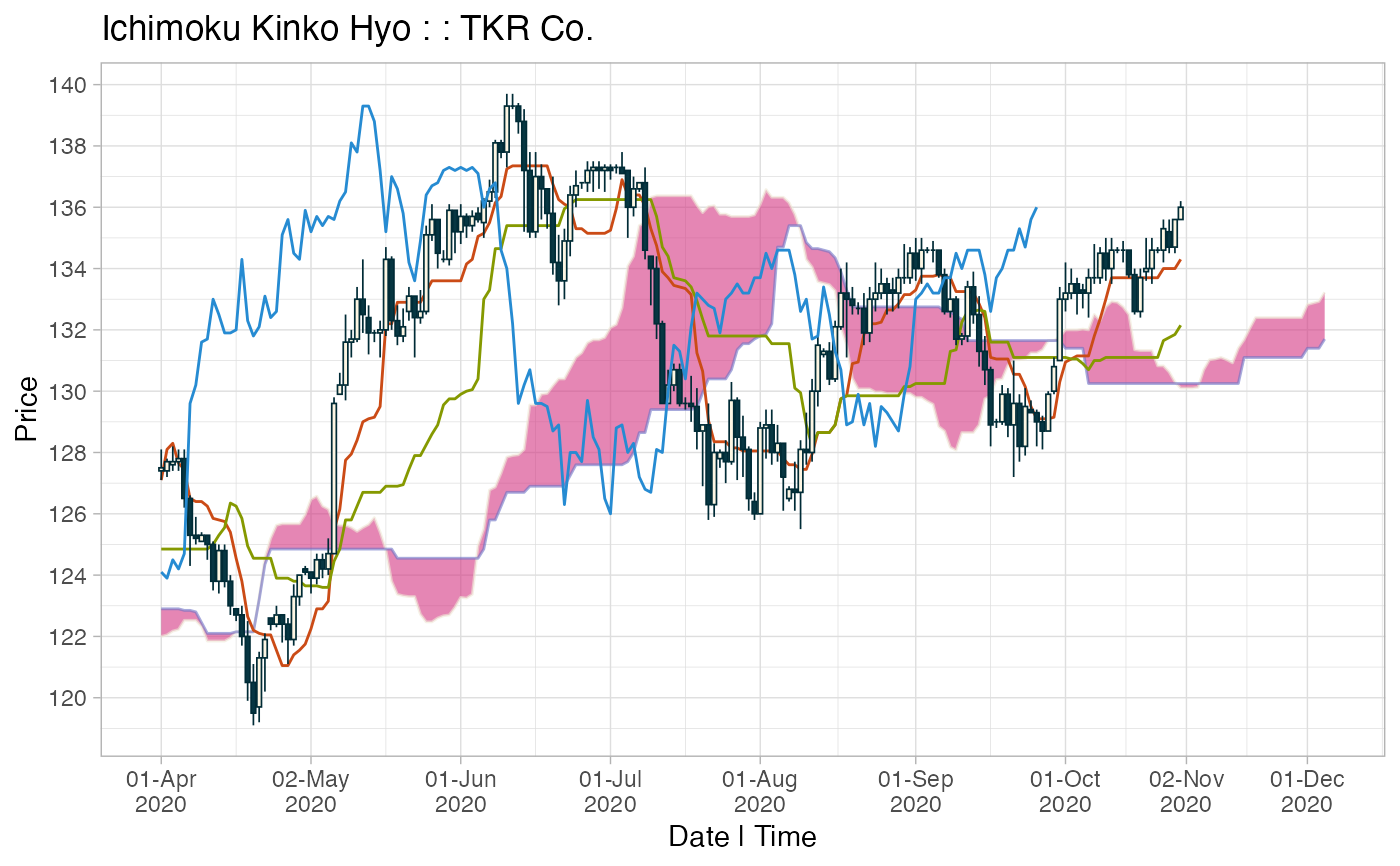 Ichimoku Kinko Hyo : : TKR Co.
140
138
136
134
132
130
128
126
124
122
120
Price
01-Apr 02-May 01-Jun 01-Jul 01-Aug 01-Sep 01-Oct 02-Nov 01-Dec
2020 2020 2020 2020 2020 2020 2020 2020 2020
Date | Time